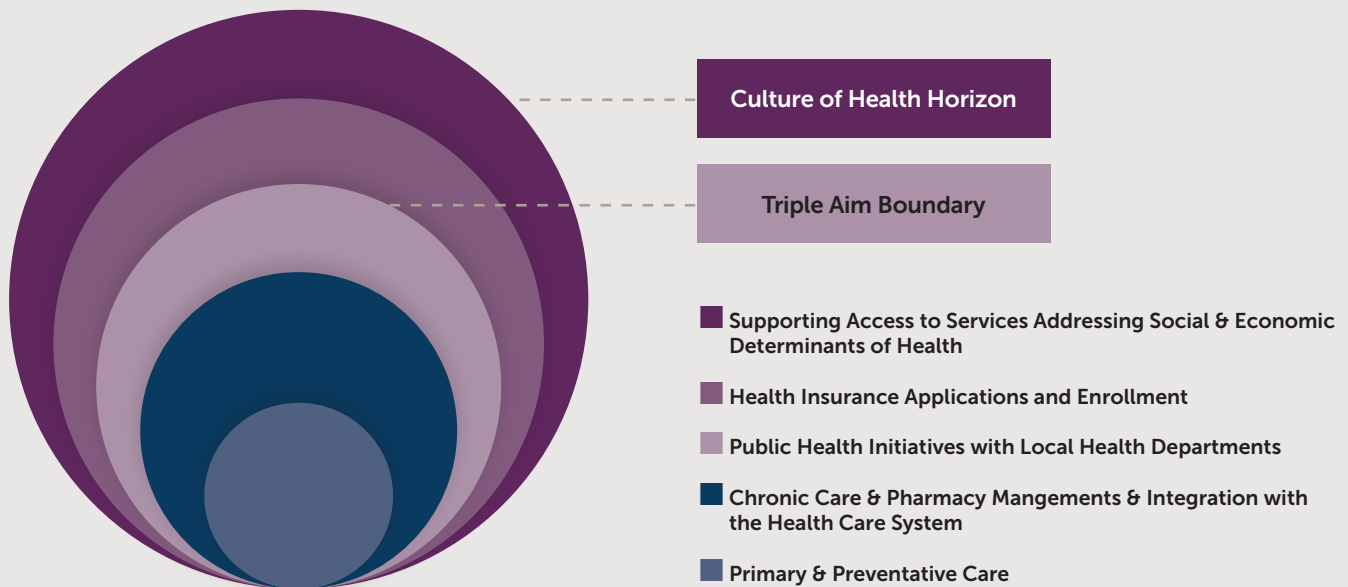 Culture of Health Horizon
Triple Aim Boundary
Supporting Access to Services Addressing Social & Economic
Determinants of Health
Health Insurance Applications and Enrollment
Public Health Initiatives with Local Health Departments
Chronic Care & Pharmacy Mangements & Integration with
the Health Care System
Primary & Preventative Care